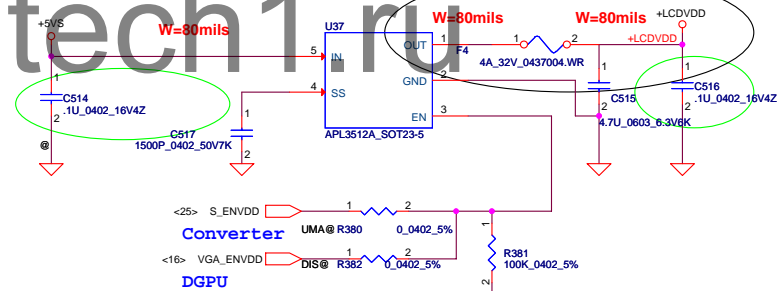 tech1.ru
W=80mils
W=80mils
W=80mils
+5VS
+LCDVDD
+LCDVDD
U37
5
IN
OUT
1
F4
1
2
4A_32V_0437004.WR
4
SS
GND
2
EN
3
APL3512A_SOT23-5
1
C514
.1U_0402_16V4Z
2
@
1
C517
1500P_0402_50V7K
2
1
C515
4.7U_0603_6.3V6K
2
1
C516
.1U_0402_16V4Z
2
<25> S_ENVDD
1
2
Converter
UMA@ R380
0_0402_5%
<16> VGA_ENVDD
1
2
DIS@ R382
0_0402_5%
DGPU
1
R381
100K_0402_5%
2